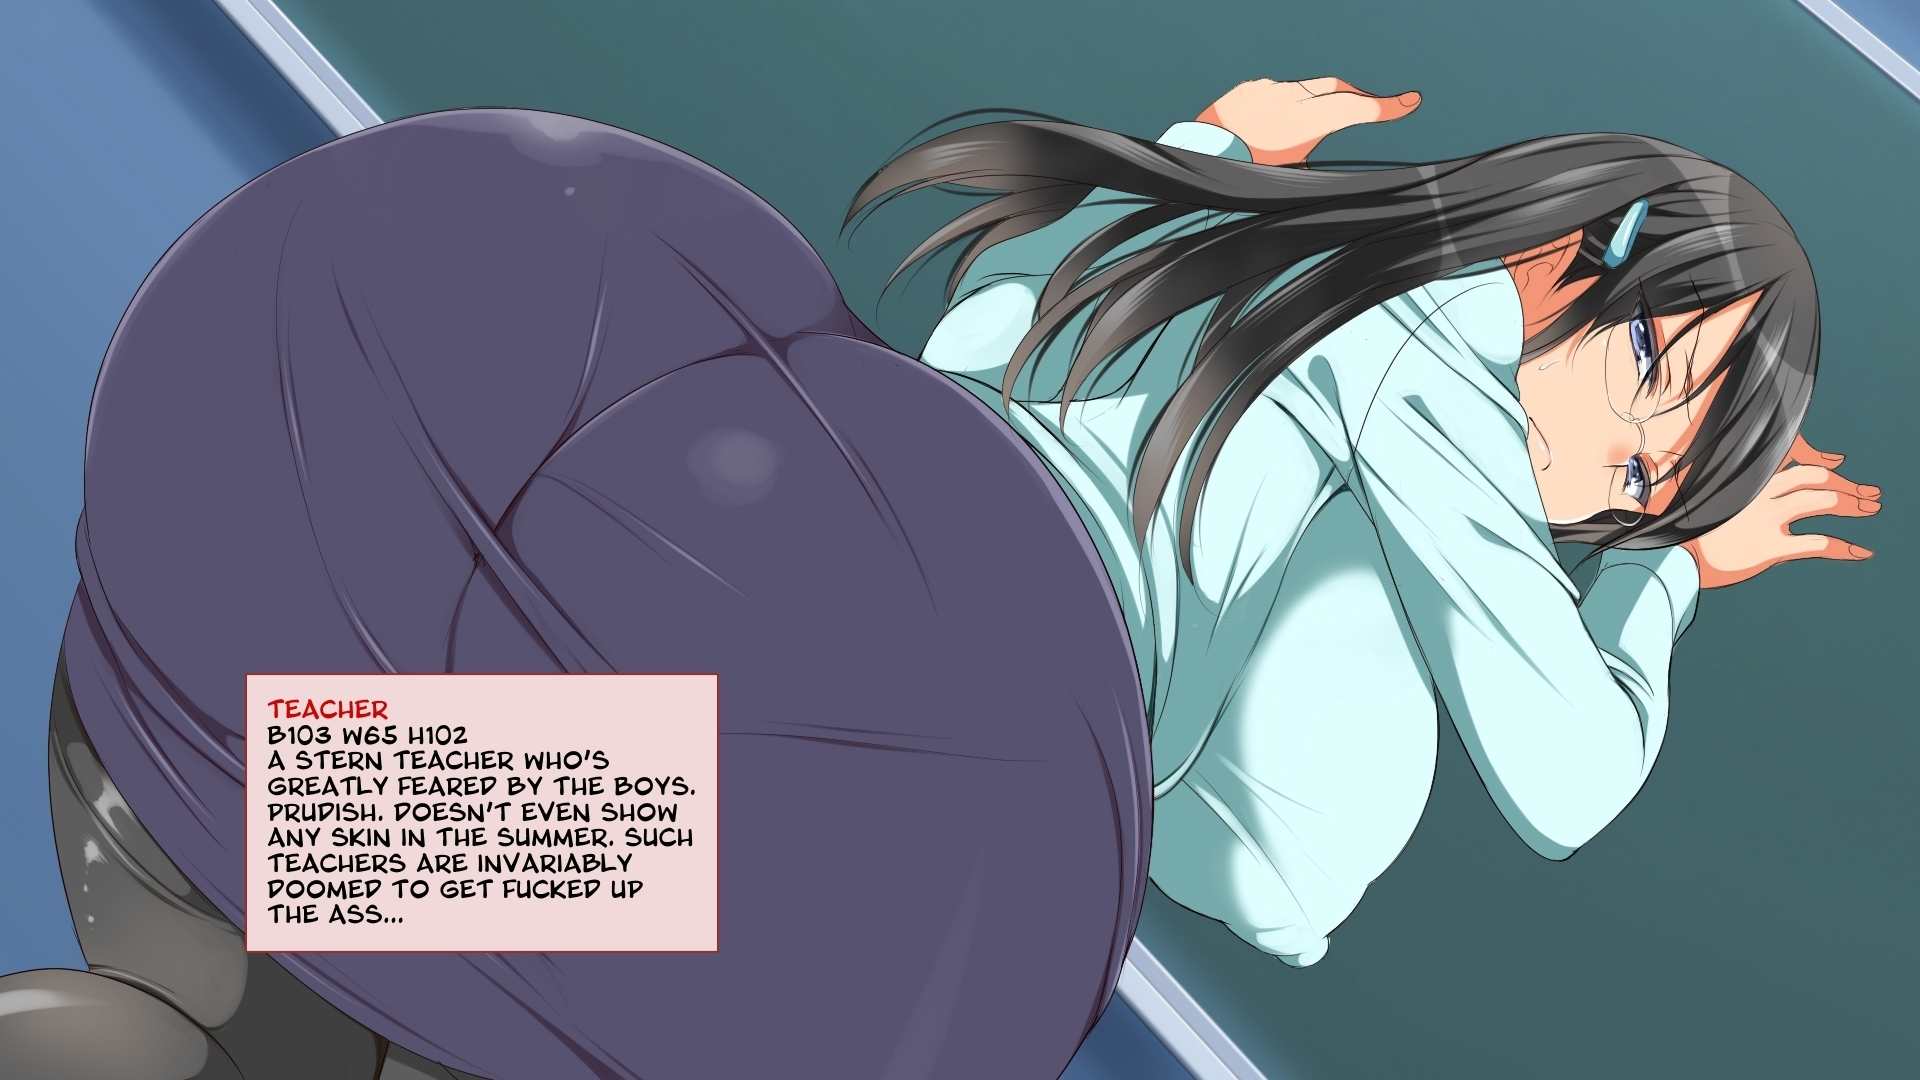 TEACHER
B103 W65 H102
A STERN TEACHER WHO'S
GREATLY FEARED BY THE BOYS.
PRUDISH. DOESN'T EVEN SHOW
ANY SKIN IN THE SUMMER. SUCH
TEACHERS ARE INVARIABLY
DOOMED TO GET FUCKED UP
THE ASS...